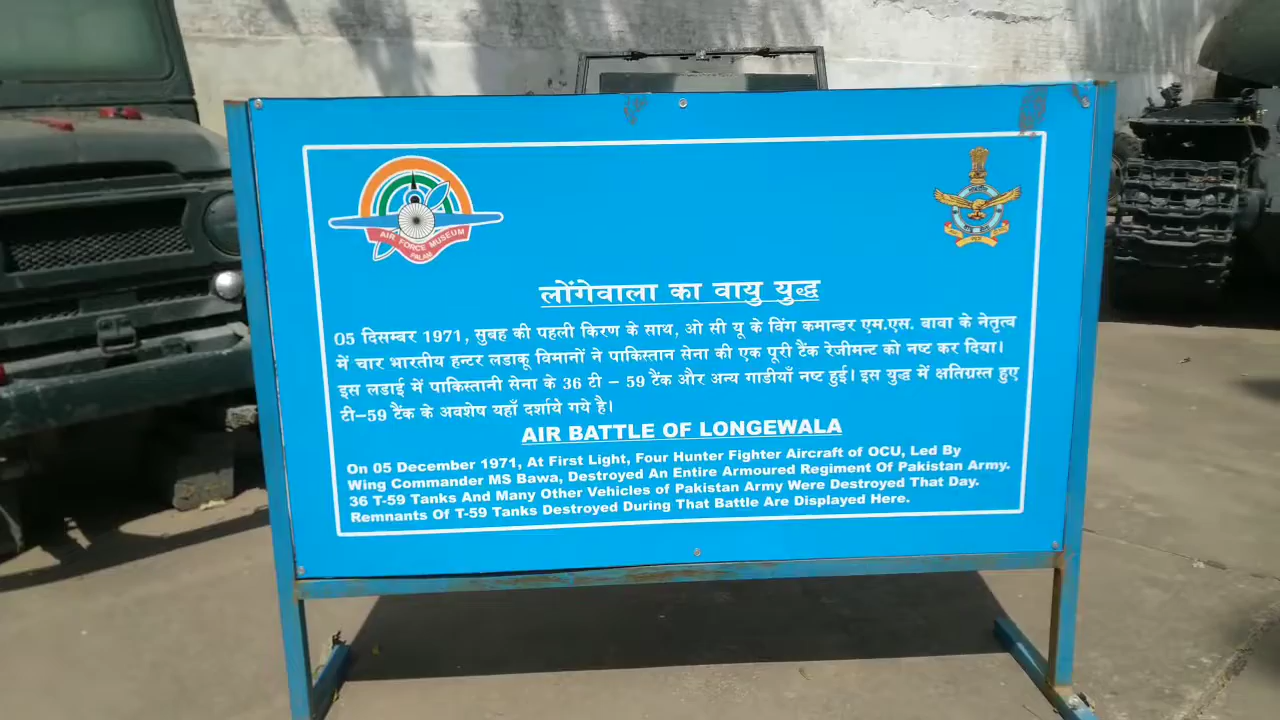 AIR FORCE MUSEUM
PALAM
लोंगेवाला का वायु युद्ध
05 दिसम्बर 1971, सुबह की पहली किरण के साथ, ओ सी यू के विंग कमान्डर एम.एस. बावा के नेतृत्व
में चार भारतीय हन्टर लडाकू विमानों ने पाकिस्तान सेना की एक पूरी टैंक रेजीमन्ट को नष्ट कर दिया।
इस लडाई में पाकिस्तानी सेना के 36 टी – 59 टैंक और अन्य गाडीयाँ नष्ट हुई। इस युद्ध में क्षतिग्रस्त हुए
टी–59 टैंक के अवशेष यहाँ दर्शाये गये है।
AIR BATTLE OF LONGEWALA
On 05 December 1971, At First Light, Four Hunter Fighter Aircraft of OCU, Led By
Wing Commander MS Bawa, Destroyed An Entire Armoured Regiment Of Pakistan Army.
36 T-59 Tanks And Many Other Vehicles of Pakistan Army Were Destroyed That Day.
Remnants Of T-59 Tanks Destroyed During That Battle Are Displayed Here.